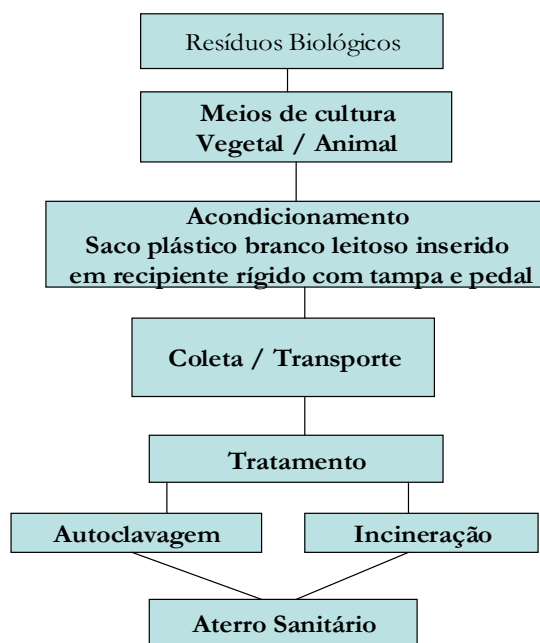 Resíduos Biológicos
Meios de cultura
Vegetal / Animal
Acondicionamento
Saco plástico branco leitoso inserido
em recipiente rígido com tampa e pedal
Coleta / Transporte
Tratamento
Autoclavagem
Incineração
Aterro Sanitário